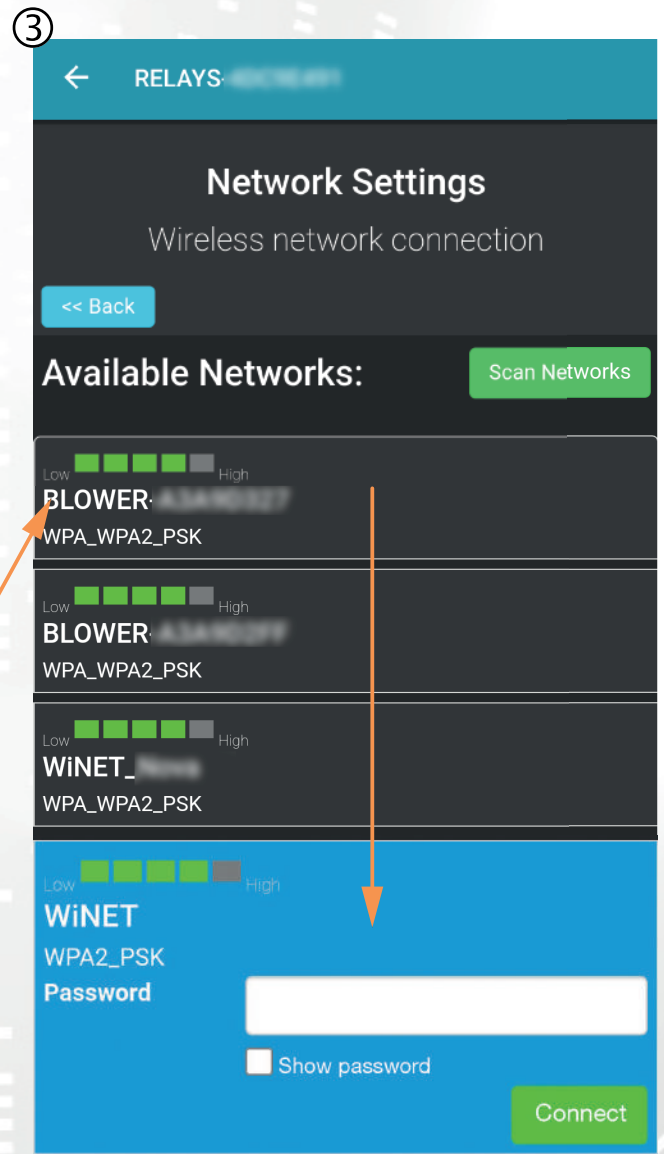 ③
← RELAYS-
Network Settings
Wireless network connection
<< Back
Available Networks:
Scan Networks
Low High
BLOWER-
WPA_WPA2_PSK
Low High
BLOWER-
WPA_WPA2_PSK
Low High
WiNET_
WPA_WPA2_PSK
Low High
WiNET
WPA2_PSK
Password
Show password
Connect